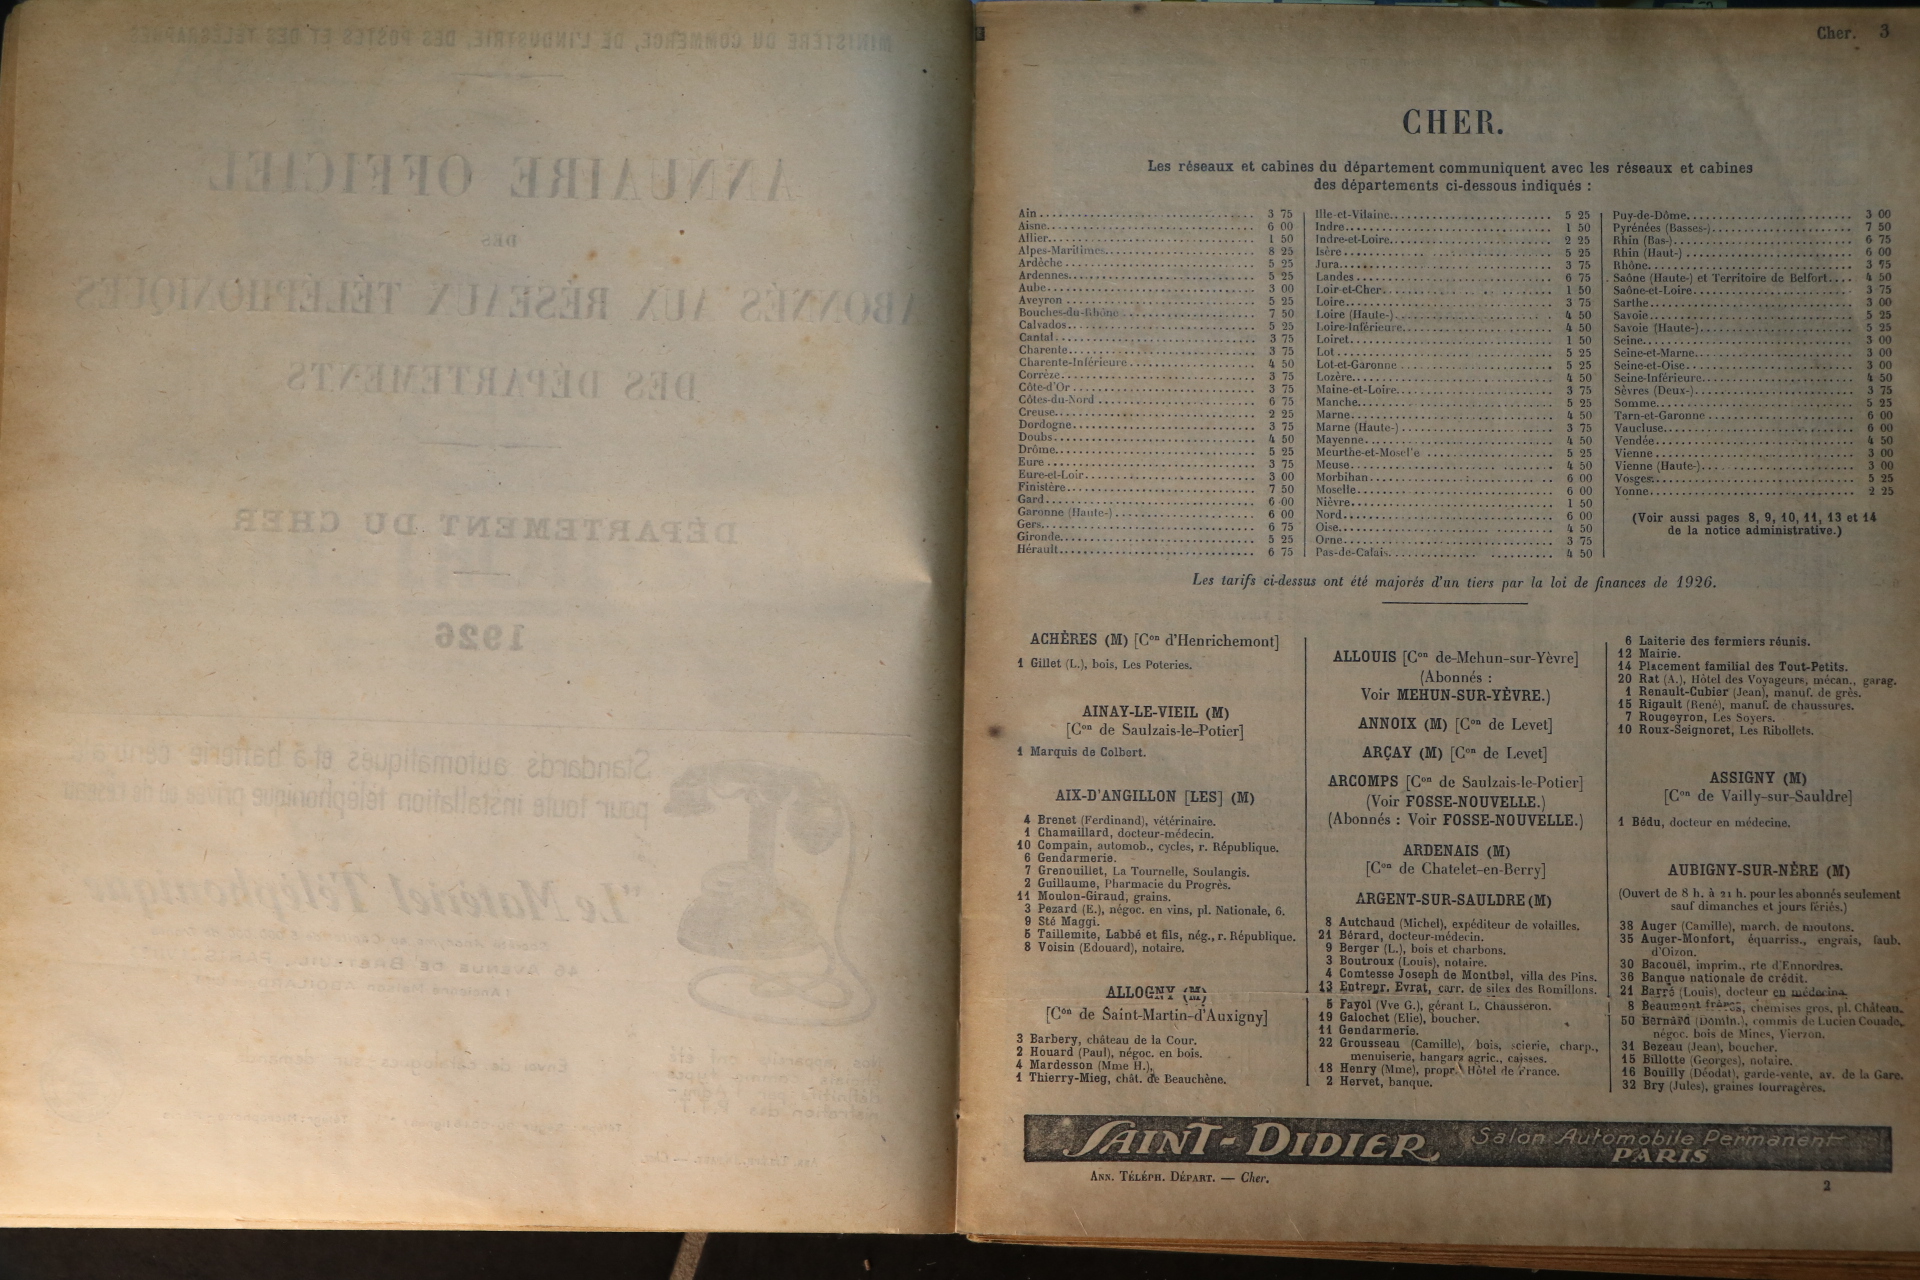 Cher. 3
CHER.
Les réseaux et cabines du département communiquent avec les réseaux et cabines
des départements ci-dessous indiqués :
Ain 3 75
Aisne 6 00
Allier 1 50
Alpes-Maritimes 8 25
Ardèche 5 25
Ardennes 5 25
Aube 3 00
Aveyron 5 25
Bouches-du-Rhône 7 50
Calvados 5 25
Cantal 3 75
Charente 3 75
Charente-Inférieure 4 50
Corrèze 3 75
Côte-d'Or 3 75
Côtes-du-Nord 6 75
Creuse 2 25
Dordogne 3 75
Doubs 4 50
Drôme 5 25
Eure 3 75
Eure-et-Loir 3 00
Finistère 7 50
Gard 6 00
Garonne (Haute-) 6 00
Gers 6 75
Gironde 5 25
Hérault 6 75
Ille-et-Vilaine 5 25
Indre 1 50
Indre-et-Loire 2 25
Isère 5 25
Jura 3 75
Landes 6 75
Loir-et-Cher 1 50
Loire 3 75
Loire (Haute-) 4 50
Loire-Inférieure 4 50
Loiret 1 50
Lot 5 25
Lot-et-Garonne 5 25
Lozère 4 50
Maine-et-Loire 3 75
Manche 5 25
Marne 4 50
Marne (Haute-) 3 75
Mayenne 4 50
Meurthe-et-Mosel'e 5 25
Meuse 4 50
Morbihan 6 00
Moselle 6 00
Nièvre 1 50
Nord 6 00
Oise 4 50
Orne 3 75
Pas-de-Calais 4 50
Puy-de-Dôme 3 00
Pyrénées (Basses-) 7 50
Rhin (Bas-) 6 75
Rhin (Haut-) 6 00
Rhône 3 75
Saône (Haute-) et Territoire de Belfort 4 50
Saône-et-Loire 3 75
Sarthe 3 00
Savoie 5 25
Savoie (Haute-) 5 25
Seine 3 00
Seine-et-Marne 3 00
Seine-et-Oise 3 00
Seine-Inférieure 4 50
Sèvres (Deux-) 3 75
Somme 5 25
Tarn-et-Garonne 6 00
Vaucluse 6 00
Vendée 4 50
Vienne 3 00
Vienne (Haute-) 3 00
Vosges 5 25
Yonne 2 25
(Voir aussi pages 8, 9, 10, 11, 13 et 14
de la notice administrative.)
Les tarifs ci-dessus ont été majorés d'un tiers par la loi de finances de 1926.
ACHÈRES (M) [Con d'Henrichemont]
1 Gillet (L.), bois, Les Poteries.
AINAY-LE-VIEIL (M)
[Con de Saulzais-le-Potier]
1 Marquis de Colbert.
AIX-D'ANGILLON [LES] (M)
4 Brenet (Ferdinand), vétérinaire.
1 Chamaillard, docteur-médecin.
10 Compain, automob., cycles, r. République.
6 Gendarmerie.
7 Grenouillet, La Tournelle, Soulangis.
2 Guillaume, Pharmacie du Progrès.
11 Moulon-Giraud, grains.
3 Pezard (E.), négoc. en vins, pl. Nationale, 6.
9 Sté Maggi.
5 Taillemite, Labbé et fils, nég., r. République.
8 Voisin (Edouard), notaire.
ALLOGNY (M)
[Con de Saint-Martin-d'Auxigny]
3 Barbery, château de la Cour.
2 Houard (Paul), négoc. en bois.
4 Mardesson (Mme H.).
1 Thierry-Mieg, chât. de Beauchêne.
ALLOUIS [Con de-Mehun-sur-Yèvre]
(Abonnés :
Voir MEHUN-SUR-YÈVRE.)
ANNOIX (M) [Con de Levet]
ARÇAY (M) [Con de Levet]
ARCOMPS [Con de Saulzais-le-Potier]
(Voir FOSSE-NOUVELLE.)
(Abonnés : Voir FOSSE-NOUVELLE.)
ARDENAIS (M)
[Con de Chatelet-en-Berry]
ARGENT-SUR-SAULDRE (M)
8 Autchaud (Michel), expéditeur de volailles.
21 Bérard, docteur-médecin.
9 Berger (L.), bois et charbons.
3 Boutroux (Louis), notaire.
4 Comtesse Joseph de Montbel, villa des Pins.
13 Entrepr. Evrat, carr. de silex des Romillons.
5 Fayol (Vve G.), gérant L. Chausseron.
19 Galochet (Elie), boucher.
11 Gendarmerie.
22 Grousseau (Camille), bois, scierie, charp.,
menuiserie, hangars agric., caisses.
18 Henry (Mme), propr. Hôtel de France.
2 Hervet, banque.
6 Laiterie des fermiers réunis.
12 Mairie.
14 Placement familial des Tout-Petits.
20 Rat (A.), Hôtel des Voyageurs, mécan., garag.
1 Renault-Cubier (Jean), manuf. de grès.
15 Rigault (René), manuf. de chaussures.
7 Rougeyron, Les Soyers.
10 Roux-Seignoret, Les Ribollets.
ASSIGNY (M)
[Con de Vailly-sur-Sauldre]
1 Bédu, docteur en médecine.
AUBIGNY-SUR-NÈRE (M)
(Ouvert de 8 h. à 21 h. pour les abonnés seulement
sauf dimanches et jours fériés.)
38 Auger (Camille), march. de moutons.
35 Auger-Monfort, équarriss., engrais, faub.
d'Oizon.
30 Bacouël, imprim., rte d'Ennordres.
36 Banque nationale de crédit.
21 Barré (Louis), docteur en médecine.
8 Beaumont frères, chemises gros, pl. Château.
50 Bernard (Domin.), commis de Lucien Couade,
négoc. bois de Mines, Vierzon.
31 Bezeau (Jean), boucher.
15 Billotte (Georges), notaire.
16 Bouilly (Déodat), garde-vente, av. de la Gare.
32 Bry (Jules), graines fourragères.
SAINT-DIDIER Salon Automobile Permanent
PARIS
ANN. TÉLÉPH. DÉPART. — Cher.
2